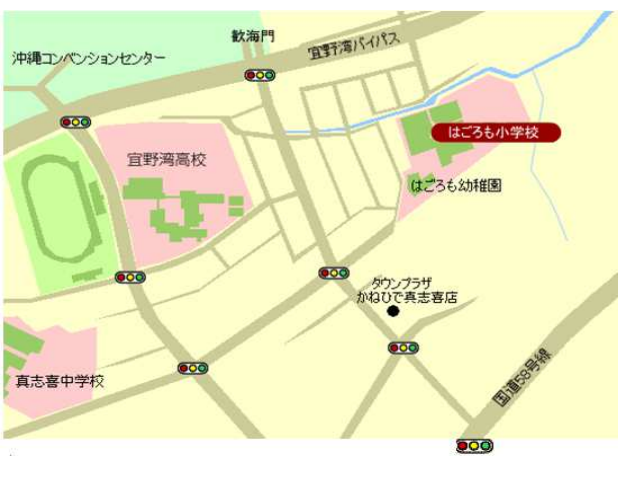 歓海門
宜野湾バイパス
沖縄コンベンションセンター
はごろも小学校
宜野湾高校
はごろも幼稚園
タウンプラザ
かねひで真志喜店
真志喜中学校
国道58号線